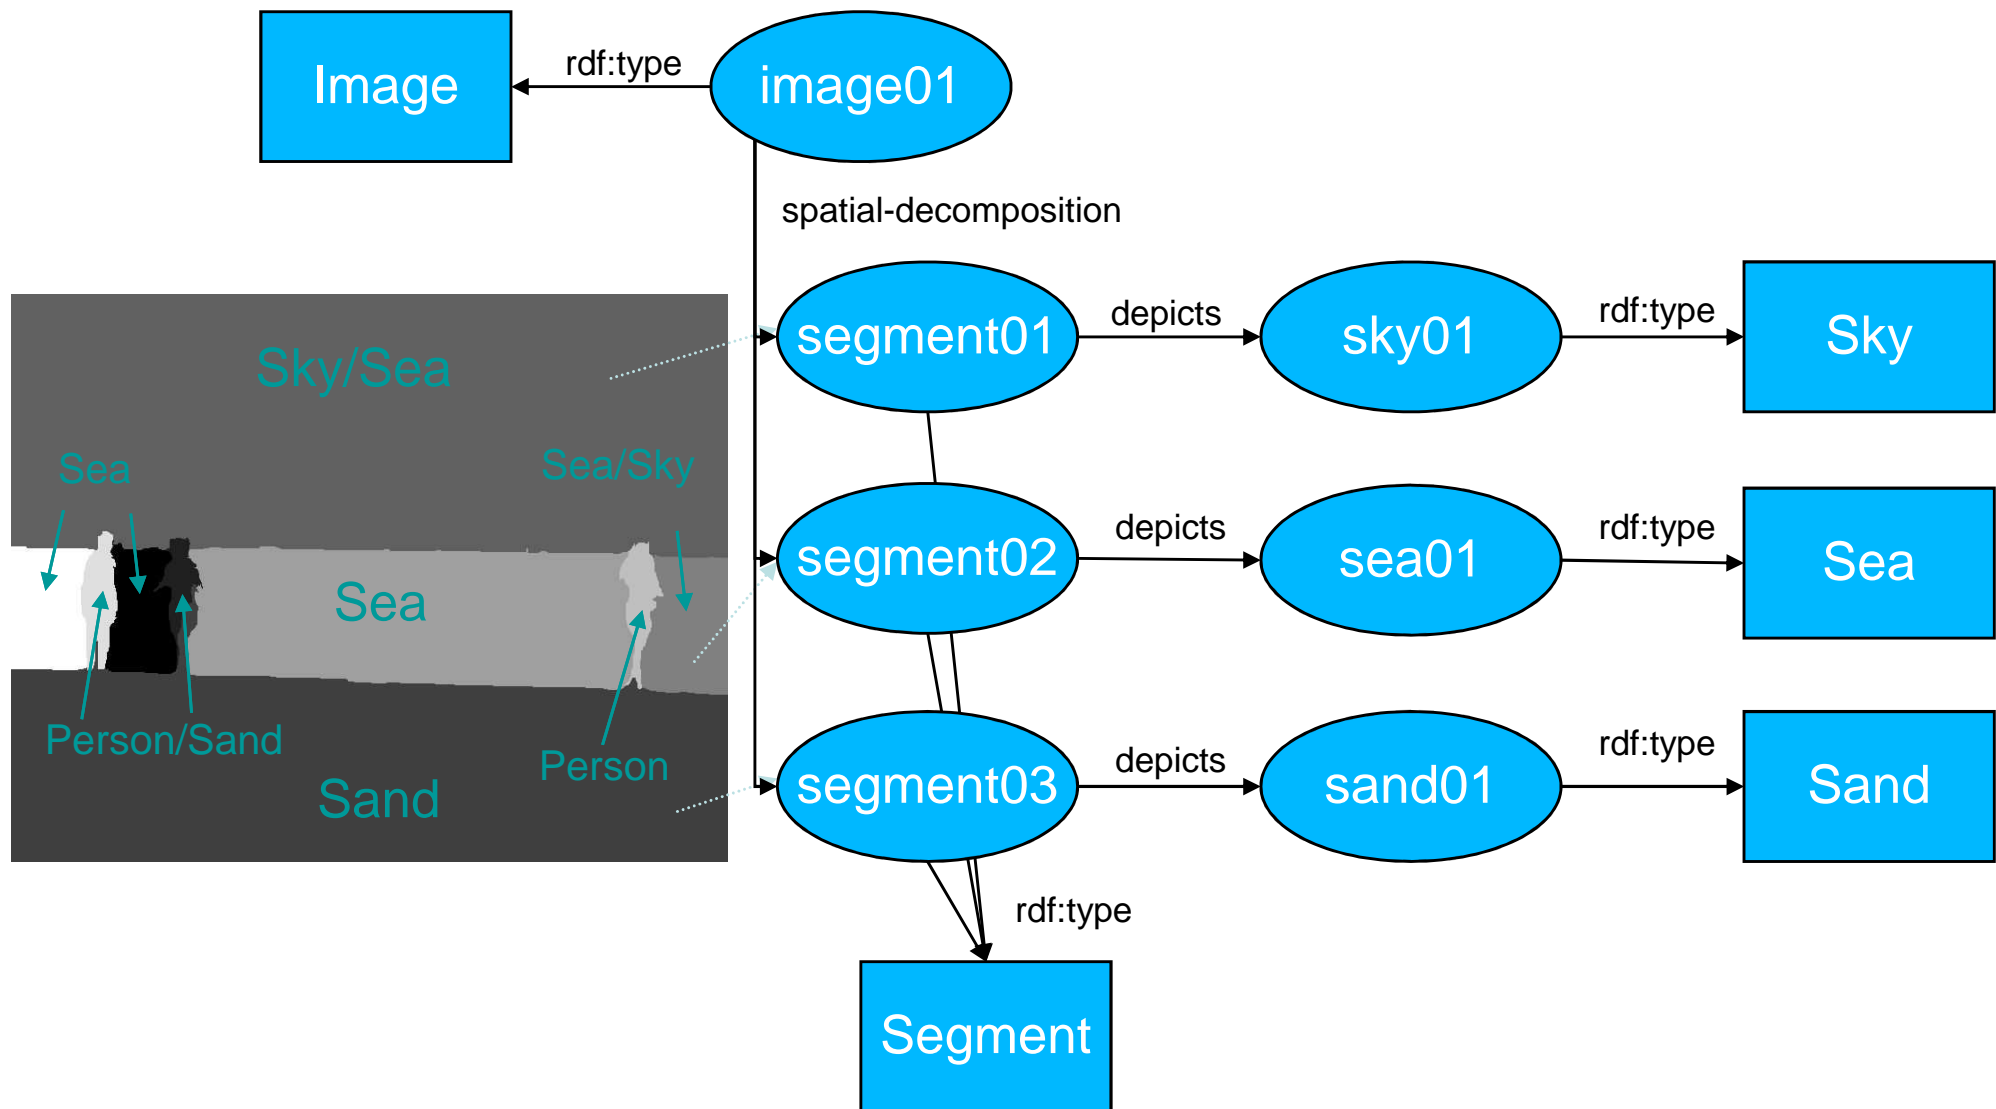 Image
rdf:type
image01
spatial-decomposition
segment01
depicts
sky01
rdf:type
Sky
Sky/Sea
Sea
Sea/Sky
segment02
depicts
sea01
rdf:type
Sea
Sea
Person/Sand
Person
Sand
segment03
depicts
sand01
rdf:type
Sand
rdf:type
Segment